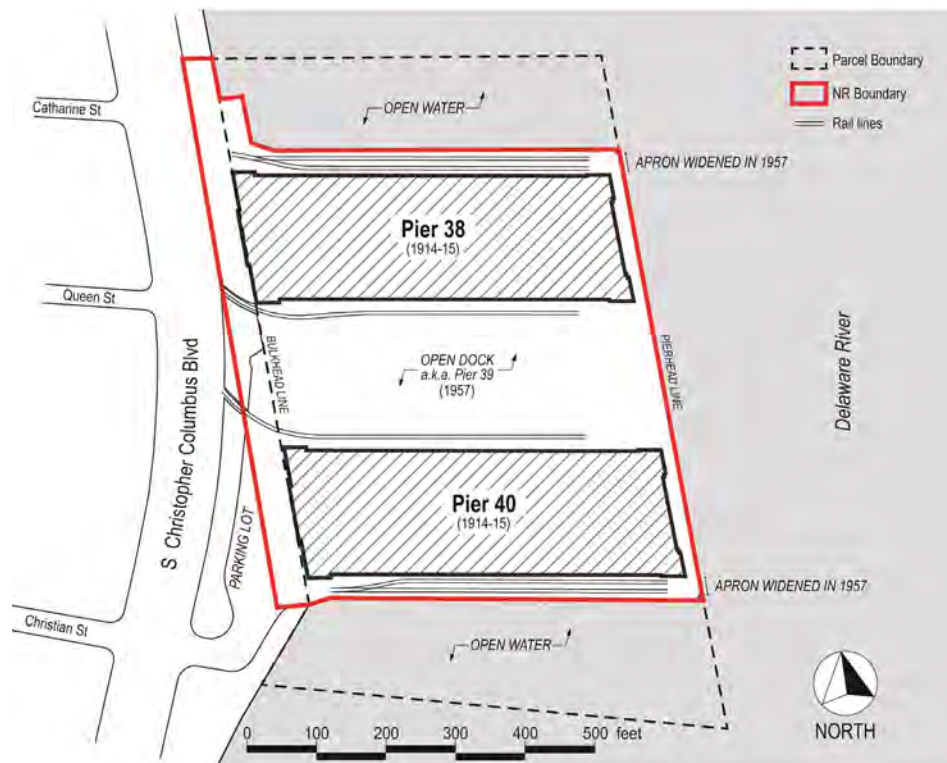 Parcel Boundary
NR Boundary
Rail lines
Catharine St
OPEN WATER
APRON WIDENED IN 1957
Pier 38
(1914-15)
Queen St
S Christopher Columbus Blvd
BULKHEAD LINE
OPEN DOCK
a.k.a. Pier 39
(1957)
PIERHEAD LINE
Delaware River
Pier 40
(1914-15)
PARKING LOT
APRON WIDENED IN 1957
Christian St
OPEN WATER
0 100 200 300 400 500 feet
NORTH